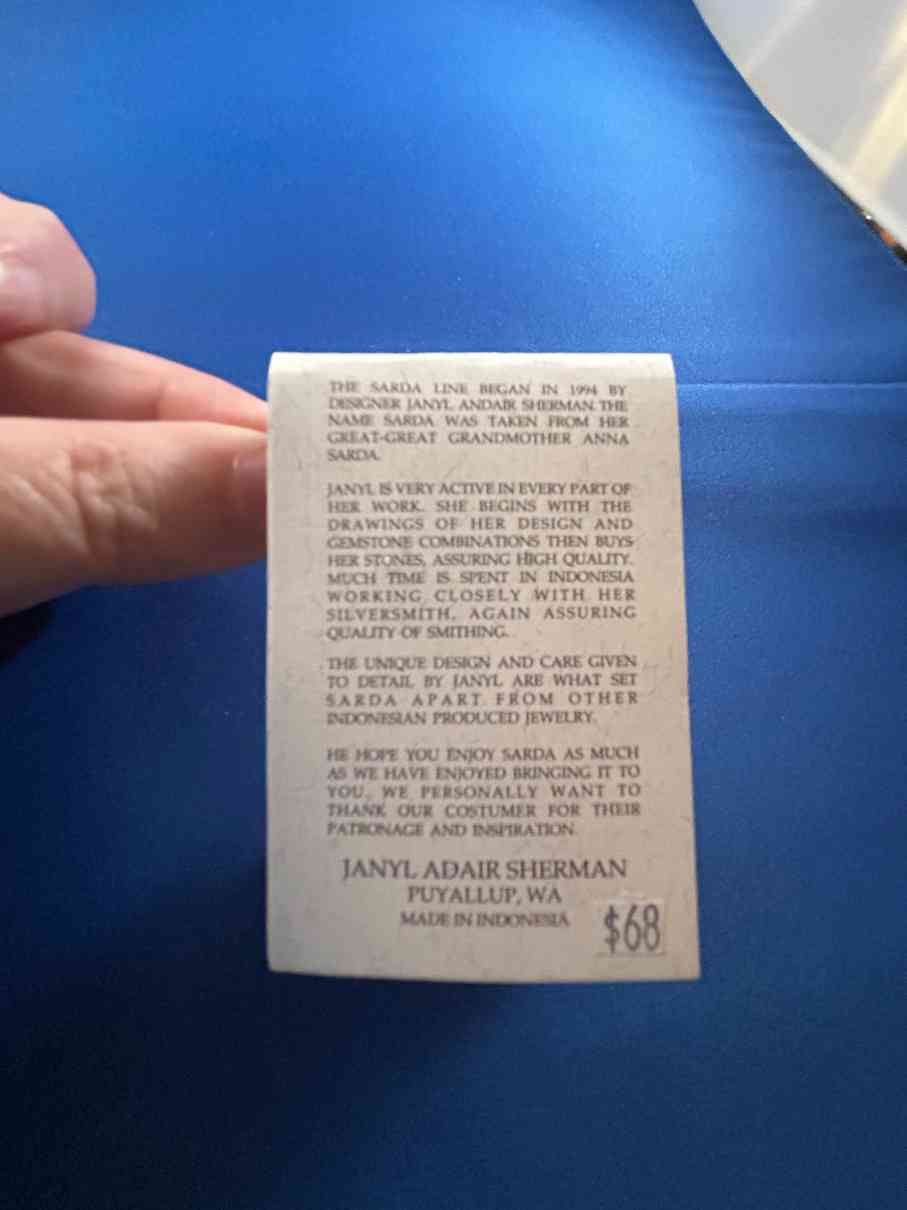 THE SARDA LINE BEGAN IN 1994 BY
DESIGNER JANYL ANDAIR SHERMAN. THE
NAME SARDA WAS TAKEN FROM HER
GREAT-GREAT GRANDMOTHER ANNA
SARDA.
JANYL IS VERY ACTIVE IN EVERY PART OF
HER WORK. SHE BEGINS WITH THE
DRAWINGS OF HER DESIGN AND
GEMSTONE COMBINATIONS THEN BUYS
HER STONES, ASSURING HIGH QUALITY.
MUCH TIME IS SPENT IN INDONESIA
WORKING CLOSELY WITH HER
SILVERSMITH, AGAIN ASSURING
QUALITY OF SMITHING.
THE UNIQUE DESIGN AND CARE GIVEN
TO DETAIL BY JANYL ARE WHAT SET
SARDA APART FROM OTHER
INDONESIAN PRODUCED JEWELRY.
HE HOPE YOU ENJOY SARDA AS MUCH
AS WE HAVE ENJOYED BRINGING IT TO
YOU. WE PERSONALLY WANT TO
THANK OUR COSTUMER FOR THEIR
PATRONAGE AND INSPIRATION.
JANYL ADAIR SHERMAN
PUYALLUP, WA
MADE IN INDONESIA
$68